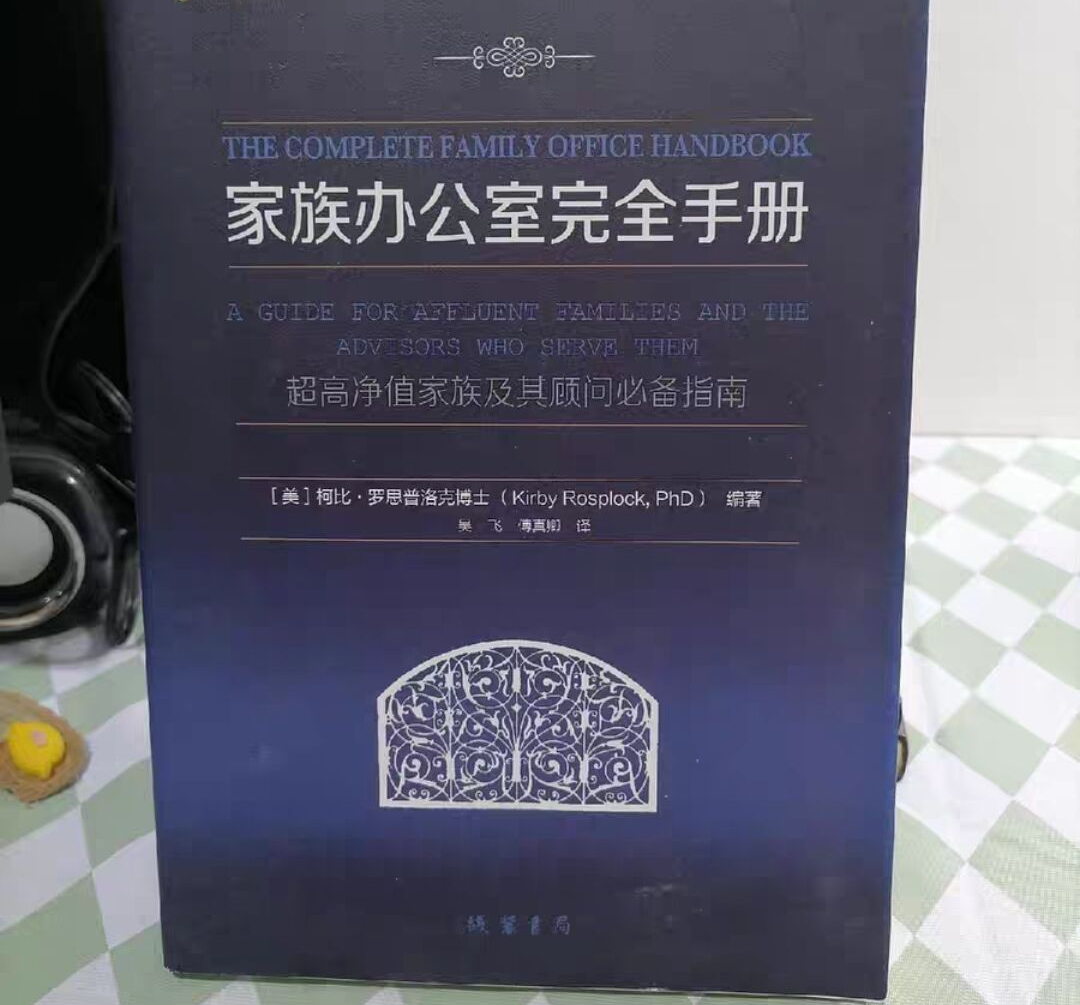 THE COMPLETE FAMILY OFFICE HANDBOOK
家族办公室完全手册
A GUIDE FOR AFFLUENT FAMILIES AND THE
ADVISORS WHO SERVE THEM
超高净值家族及其顾问必备指南
[美]柯比·罗思普洛克博士(Kirby Rosplock, PhD) 编著
吴 飞 傅真卿 译
线装书局